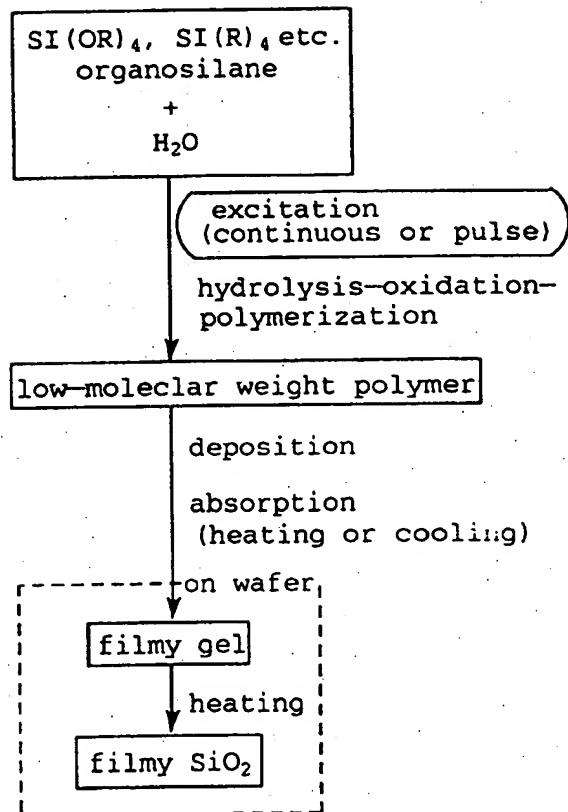 SI(OR)₄, SI(R)₄ etc.
organosilane
+
H₂O
excitation
(continuous or pulse)
hydrolysis—oxidation—
polymerization
low—moleclar weight polymer
deposition
absorption
(heating or cooling)
on wafer
filmy gel
heating
filmy SiO₂